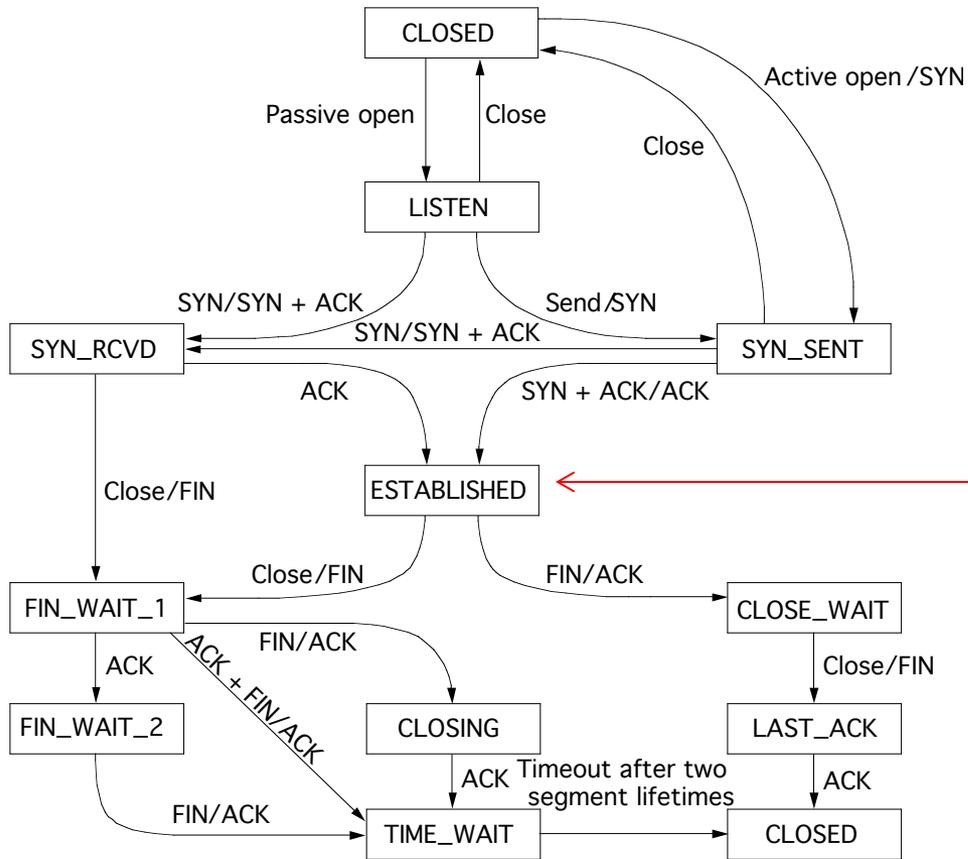 CLOSED
Active open /SYN
Passive open
Close
Close
LISTEN
SYN/SYN + ACK
Send/SYN
SYN/SYN + ACK
SYN_RCVD
SYN_SENT
ACK
SYN + ACK/ACK
ESTABLISHED
Close/FIN
Close/FIN
FIN/ACK
FIN_WAIT_1
CLOSE_WAIT
FIN/ACK
ACK + FIN/ACK
ACK
Close/FIN
FIN_WAIT_2
CLOSING
LAST_ACK
ACK
Timeout after two
segment lifetimes
ACK
FIN/ACK
TIME_WAIT
CLOSED